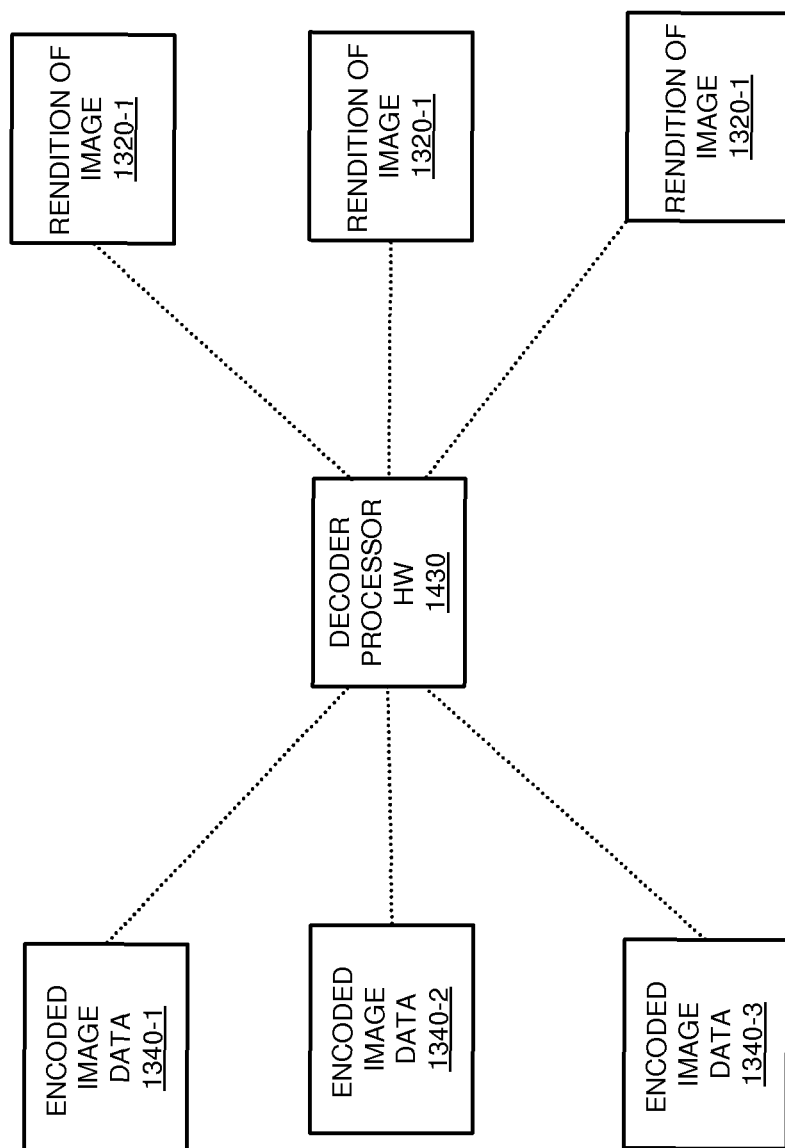 ENCODED
IMAGE
DATA
1340-1
ENCODED
IMAGE
DATA
1340-2
ENCODED
IMAGE
DATA
1340-3
DECODER
PROCESSOR
HW
1430
RENDITION OF
IMAGE
1320-1
RENDITION OF
IMAGE
1320-1
RENDITION OF
IMAGE
1320-1